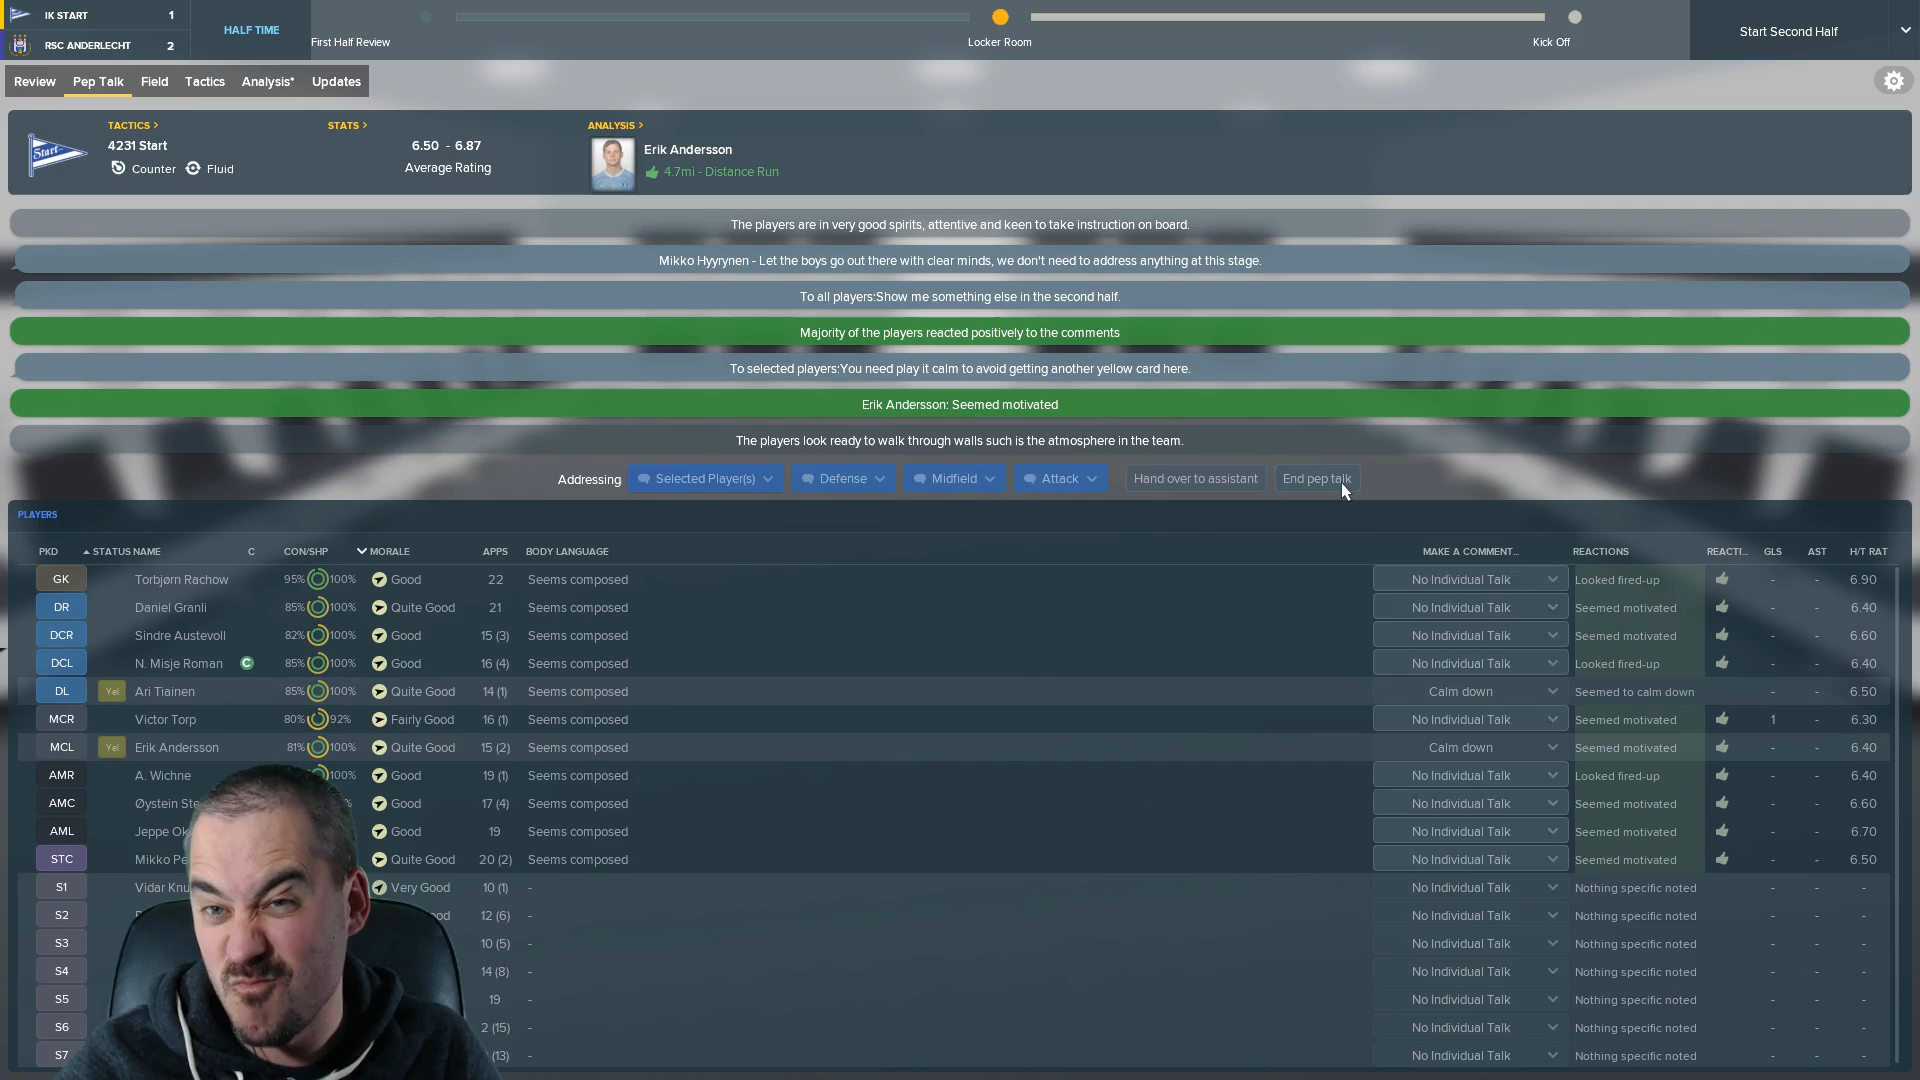 IK START 1
RSC ANDERLECHT 2
HALF TIME
First Half Review
Locker Room
Kick Off
Start Second Half
Review Pep Talk Field Tactics Analysis* Updates
TACTICS >
4231 Start
Counter Fluid
STATS >
6.50 - 6.87
Average Rating
ANALYSIS >
Erik Andersson
4.7mi - Distance Run
Start
The players are in very good spirits, attentive and keen to take instruction on board.
Mikko Hyyrynen - Let the boys go out there with clear minds, we don't need to address anything at this stage.
To all players:Show me something else in the second half.
Majority of the players reacted positively to the comments
To selected players:You need play it calm to avoid getting another yellow card here.
Erik Andersson: Seemed motivated
The players look ready to walk through walls such is the atmosphere in the team.
Addressing Selected Player(s) Defense Midfield Attack Hand over to assistant End pep talk
PLAYERS
PKD STATUS NAME C CON/SHP MORALE APPS BODY LANGUAGE MAKE A COMMENT... REACTIONS REACTI... GLS AST H/T RAT
GK Torbjørn Rachow 95% 100% Good 22 Seems composed No Individual Talk Looked fired-up - - 6.90
DR Daniel Granli 85% 100% Quite Good 21 Seems composed No Individual Talk Seemed motivated - - 6.40
DCR Sindre Austevoll 82% 100% Good 15 (3) Seems composed No Individual Talk Seemed motivated - - 6.60
DCL N. Misje Roman C 85% 100% Good 16 (4) Seems composed No Individual Talk Looked fired-up - - 6.40
DL Yel Ari Tiainen 85% 100% Quite Good 14 (1) Seems composed Calm down Seemed to calm down - - 6.50
MCR Victor Torp 80% 92% Fairly Good 16 (1) Seems composed No Individual Talk Seemed motivated 1 - 6.30
MCL Yel Erik Andersson 81% 100% Quite Good 15 (2) Seems composed Calm down Seemed motivated - - 6.40
AMR A. Wichne 100% Good 19 (1) Seems composed No Individual Talk Looked fired-up - - 6.40
AMC Øystein % Good 17 (4) Seems composed No Individual Talk Seemed motivated - - 6.60
AML Jeppe Good 19 Seems composed No Individual Talk Seemed motivated - - 6.70
STC Mikko Quite Good 20 (2) Seems composed No Individual Talk Seemed motivated - - 6.50
S1 Vidar Very Good 10 (1) - No Individual Talk Nothing specific noted - - -
S2 12 (6) - No Individual Talk Nothing specific noted - - -
S3 10 (5) - No Individual Talk Nothing specific noted - - -
S4 14 (8) - No Individual Talk Nothing specific noted - - -
S5 19 - No Individual Talk Nothing specific noted - - -
S6 2 (15) - No Individual Talk Nothing specific noted - - -
S7 (13) - No Individual Talk Nothing specific noted - - -